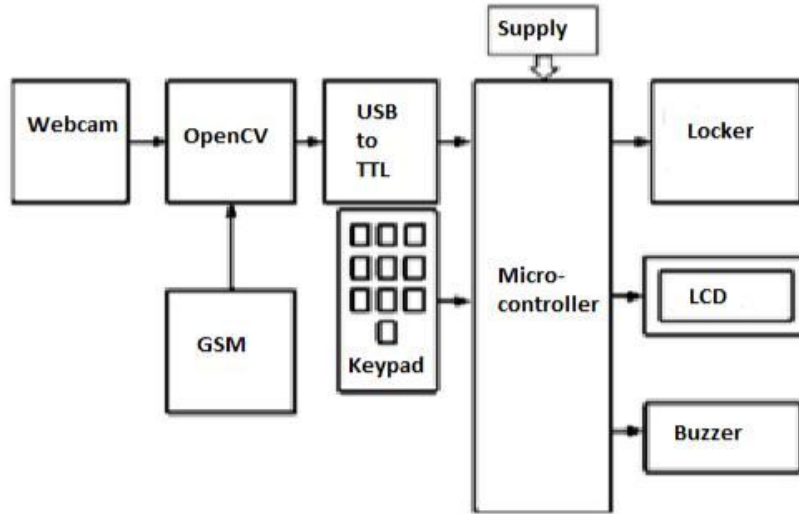 Supply
Webcam
OpenCV
USB
to
TTL
Locker
GSM
Keypad
Micro-
controller
LCD
Buzzer